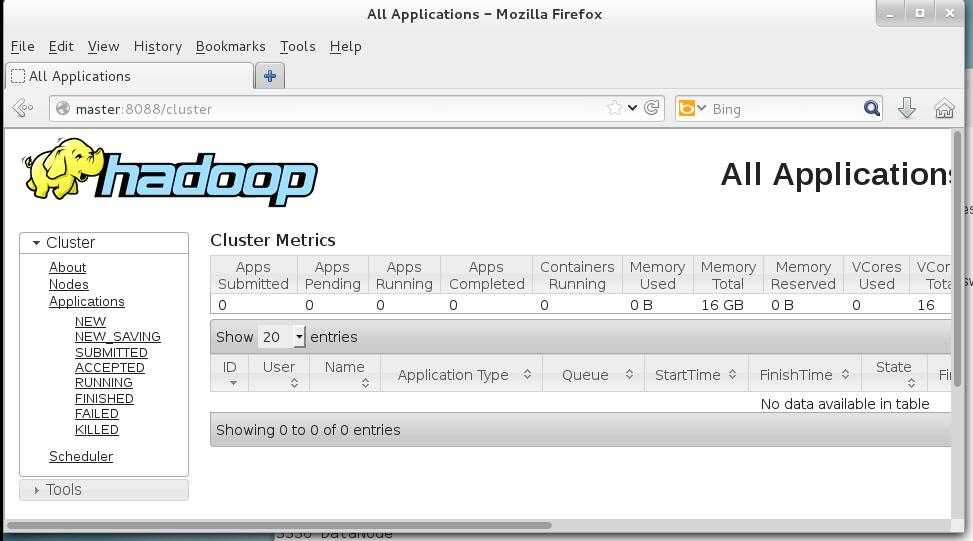 All Applications – Mozilla Firefox
File Edit View History Bookmarks Tools Help
All Applications
master:8088/cluster
Bing
hadoop
All Applications
Cluster
About
Nodes
Applications
NEW
NEW_SAVING
SUBMITTED
ACCEPTED
RUNNING
FINISHED
FAILED
KILLED
Scheduler
Tools
Cluster Metrics
Apps Submitted Apps Pending Apps Running Apps Completed Containers Running Memory Used Memory Total Memory Reserved VCores Used
0 0 0 0 0 0 B 16 GB 0 B 0 16
Show 20 entries
ID User Name Application Type Queue StartTime FinishTime State
No data available in table
Showing 0 to 0 of 0 entries
DataNode